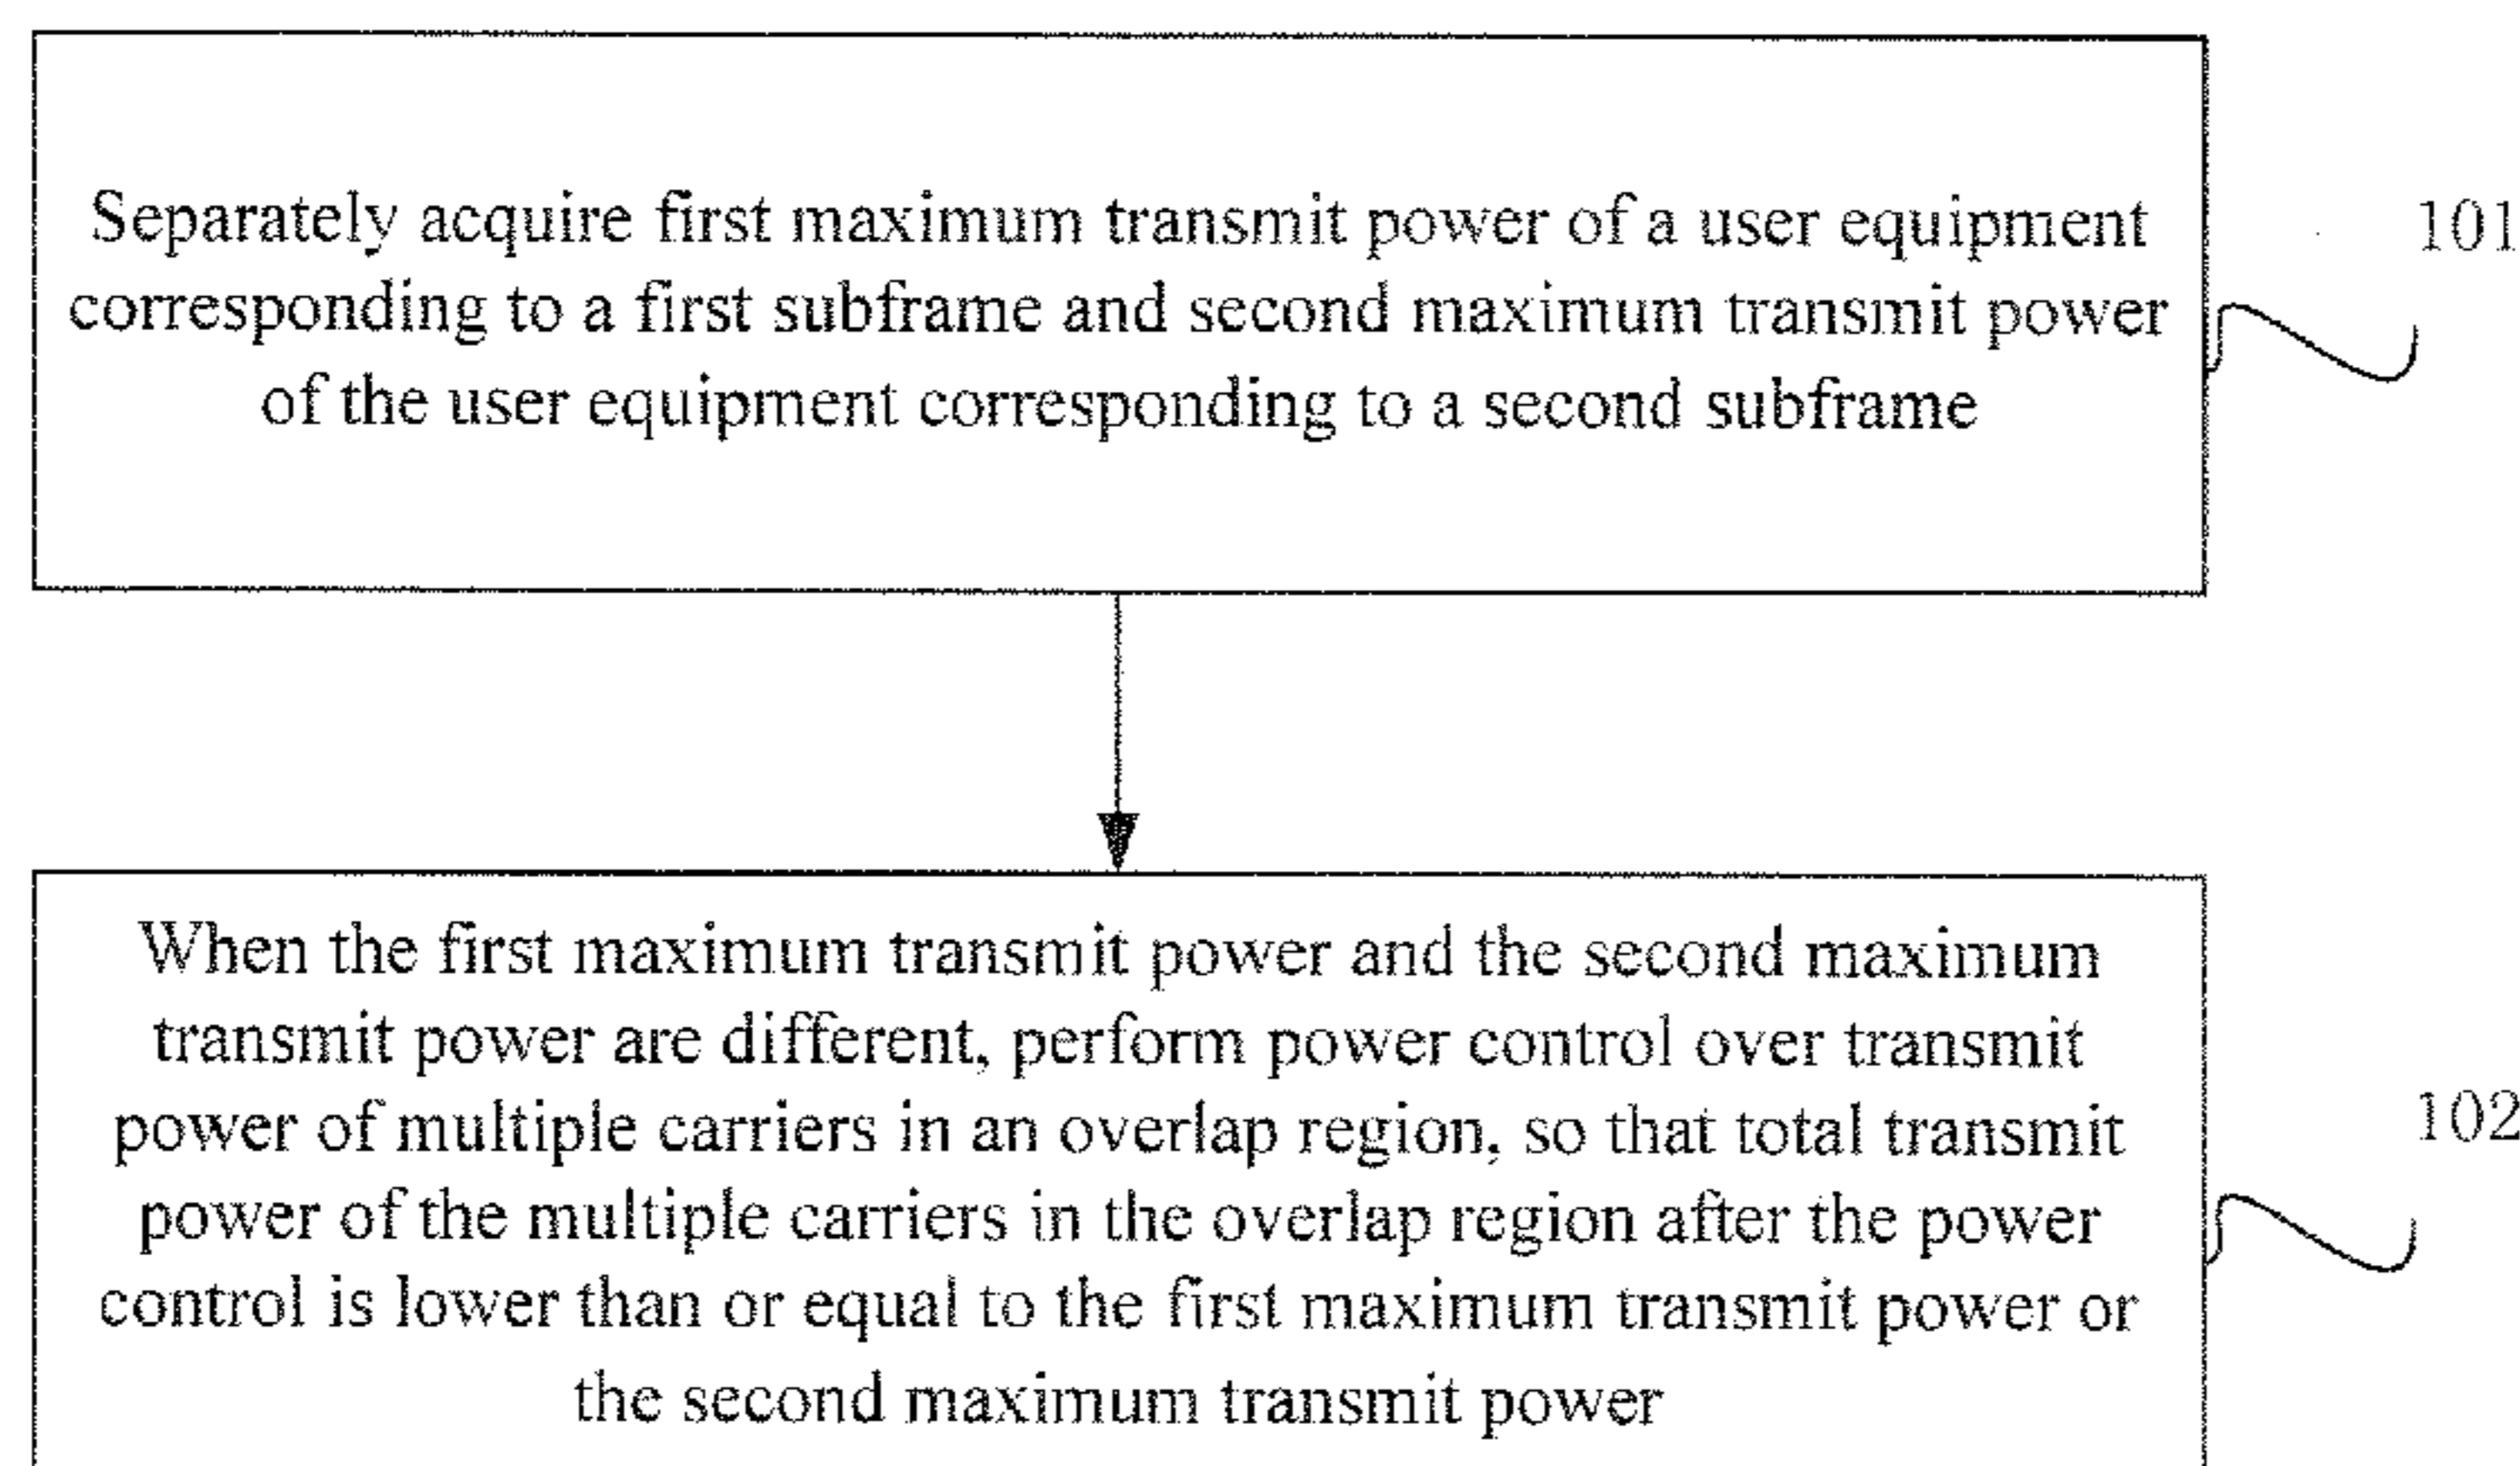 Separately acquire first maximum transmit power of a user equipment
corresponding to a first subframe and second maximum transmit power
of the user equipment corresponding to a second subframe
101
When the first maximum transmit power and the second maximum
transmit power are different, perform power control over transmit
power of multiple carriers in an overlap region, so that total transmit
power of the multiple carriers in the overlap region after the power
control is lower than or equal to the first maximum transmit power or
the second maximum transmit power
102